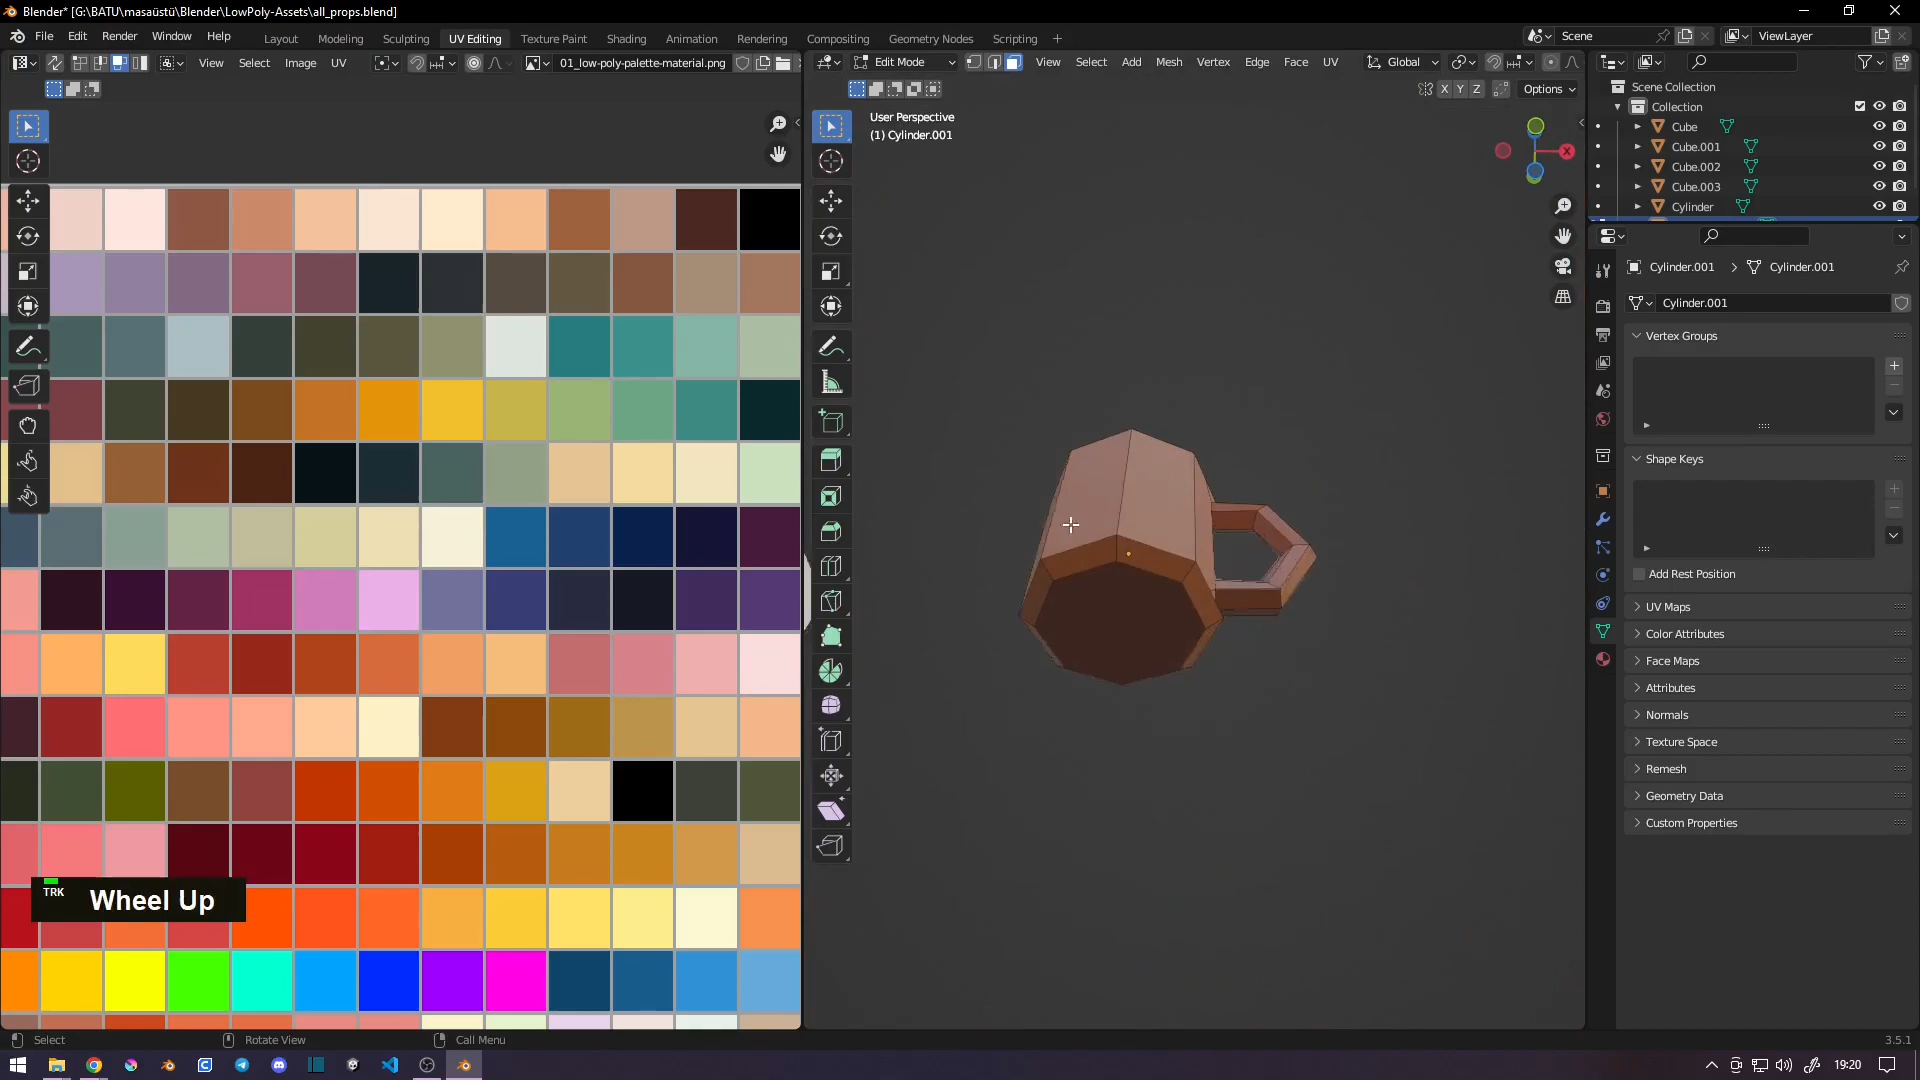 Blender* [G:\BATU\masaüstü\Blender\LowPoly-Assets\all_props.blend]
File Edit Render Window Help Layout Modeling Sculpting UV Editing Texture Paint Shading Animation Rendering Compositing Geometry Nodes Scripting Scene ViewLayer
View Select Image UV 01_low-poly-palette-material.png Edit Mode View Select Add Mesh Vertex Edge Face UV Global
X Y Z Options
Scene Collection
Collection
Cube
Cube.001
Cube.002
Cube.003
Cylinder
User Perspective
(1) Cylinder.001
X
Cylinder.001 Cylinder.001
Cylinder.001
Vertex Groups
Shape Keys
Add Rest Position
UV Maps
Color Attributes
Face Maps
Attributes
Normals
Texture Space
Remesh
Geometry Data
Custom Properties
TRK Wheel Up
Select Rotate View Call Menu 3.5.1
19:20